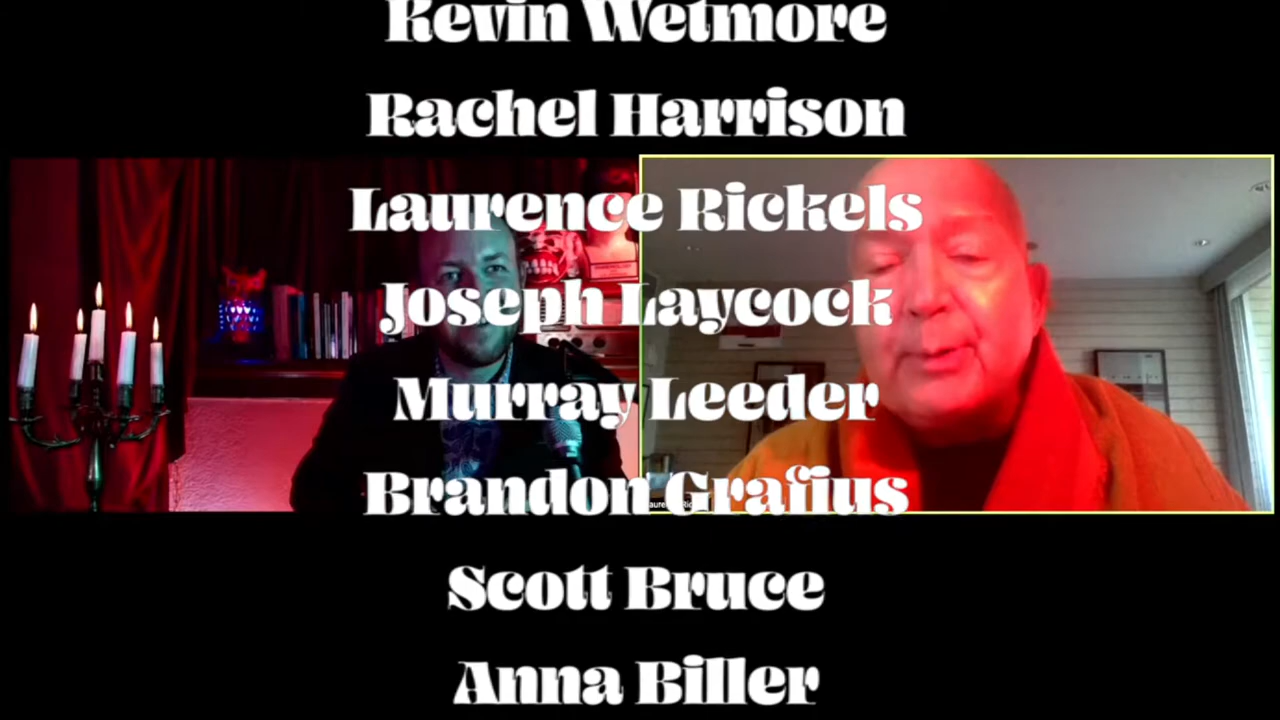 Kevin Wetmore
Rachel Harrison
Laurence Rickels
Joseph Laycock
Murray Leeder
Brandon Grafius
Scott Bruce
Anna Biller